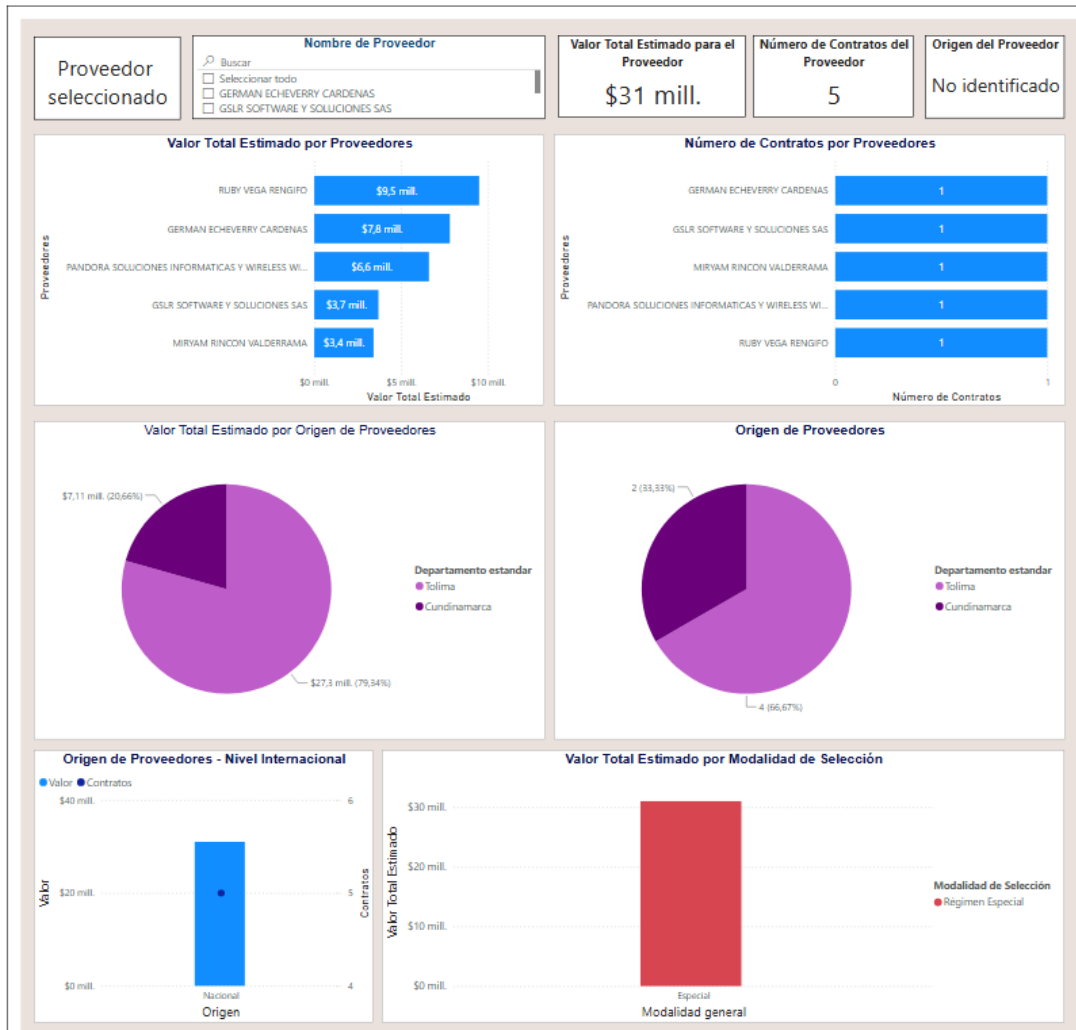 Proveedor
seleccionado
Nombre de Proveedor
Buscar
Seleccionar todo
GERMAN ECHEVERRY CARDENAS
GSLR SOFTWARE Y SOLUCIONES SAS
Valor Total Estimado para el
Proveedor
$31 mill.
Número de Contratos del
Proveedor
5
Origen del Proveedor
No identificado
Valor Total Estimado por Proveedores
Proveedores
RUBY VEGA RENGIFO
$9,5 mill.
GERMAN ECHEVERRY CARDENAS
$7,8 mill.
PANDORA SOLUCIONES INFORMATICAS Y WIRELESS WI...
$6,6 mill.
GSLR SOFTWARE Y SOLUCIONES SAS
$3,7 mill.
MIRYAM RINCON VALDERRAMA
$3,4 mill.
$0 mill.
$5 mill.
$10 mill.
Valor Total Estimado
Número de Contratos por Proveedores
Proveedores
GERMAN ECHEVERRY CARDENAS
1
GSLR SOFTWARE Y SOLUCIONES SAS
1
MIRYAM RINCON VALDERRAMA
1
PANDORA SOLUCIONES INFORMATICAS Y WIRELESS WI...
1
RUBY VEGA RENGIFO
1
0
1
Número de Contratos
Valor Total Estimado por Origen de Proveedores
$7,11 mill. (20,66%)
$27,3 mill. (79,34%)
Departamento estandar
Tolima
Cundinamarca
Origen de Proveedores
2 (33,33%)
4 (66,67%)
Departamento estandar
Tolima
Cundinamarca
Origen de Proveedores - Nivel Internacional
Valor
Contratos
$40 mill.
$20 mill.
$0 mill.
Valor
6
5
4
Contratos
Nacional
Origen
Valor Total Estimado por Modalidad de Selección
Valor Total Estimado
$30 mill.
$20 mill.
$10 mill.
$0 mill.
Especial
Modalidad general
Modalidad de Selección
Régimen Especial